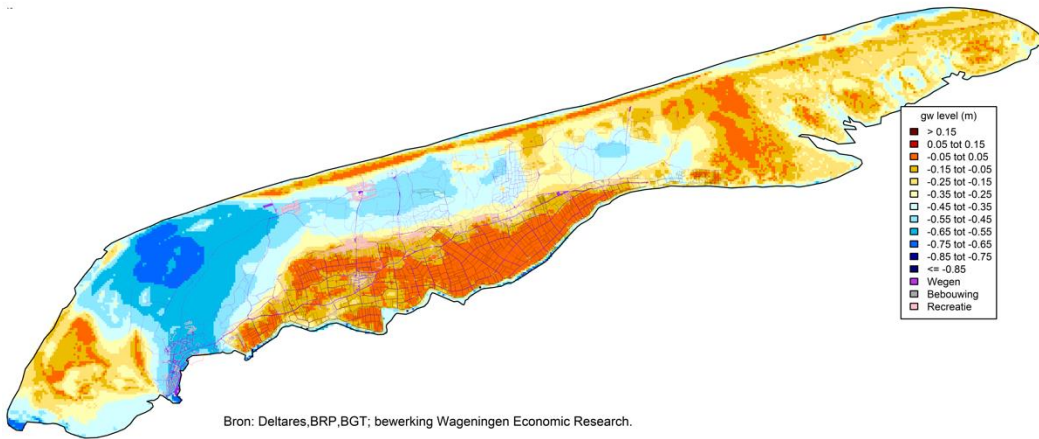 gw level (m)
> 0.15
0.05 tot 0.15
-0.05 tot 0.05
-0.15 tot -0.05
-0.25 tot -0.15
-0.35 tot -0.25
-0.45 tot -0.35
-0.55 tot -0.45
-0.65 tot -0.55
-0.75 tot -0.65
-0.85 tot -0.75
<= -0.85
Wegen
Bebouwing
Recreatie
Bron: Deltares,BRP,BGT; bewerking Wageningen Economic Research.